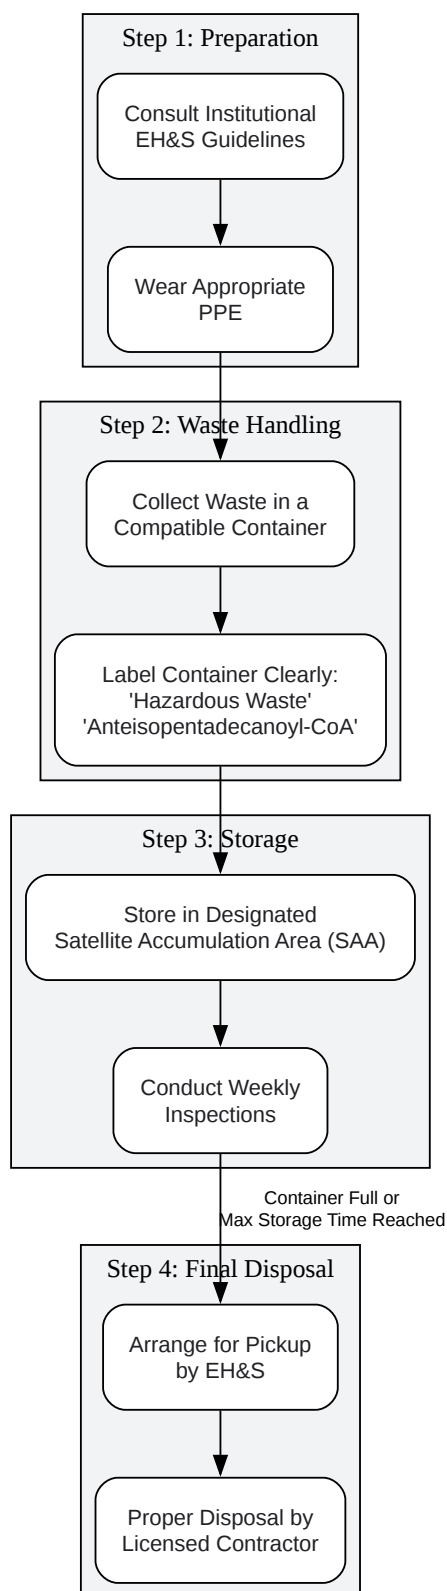 Step 1: Preparation
Consult Institutional
EH&S Guidelines
Wear Appropriate
PPE
Step 2: Waste Handling
Collect Waste in a
Compatible Container
Label Container Clearly:
'Hazardous Waste'
'Anteisopentadecanoyl-CoA'
Step 3: Storage
Store in Designated
Satellite Accumulation Area (SAA)
Conduct Weekly
Inspections
Container Full or
Max Storage Time Reached
Step 4: Final Disposal
Arrange for Pickup
by EH&S
Proper Disposal by
Licensed Contractor